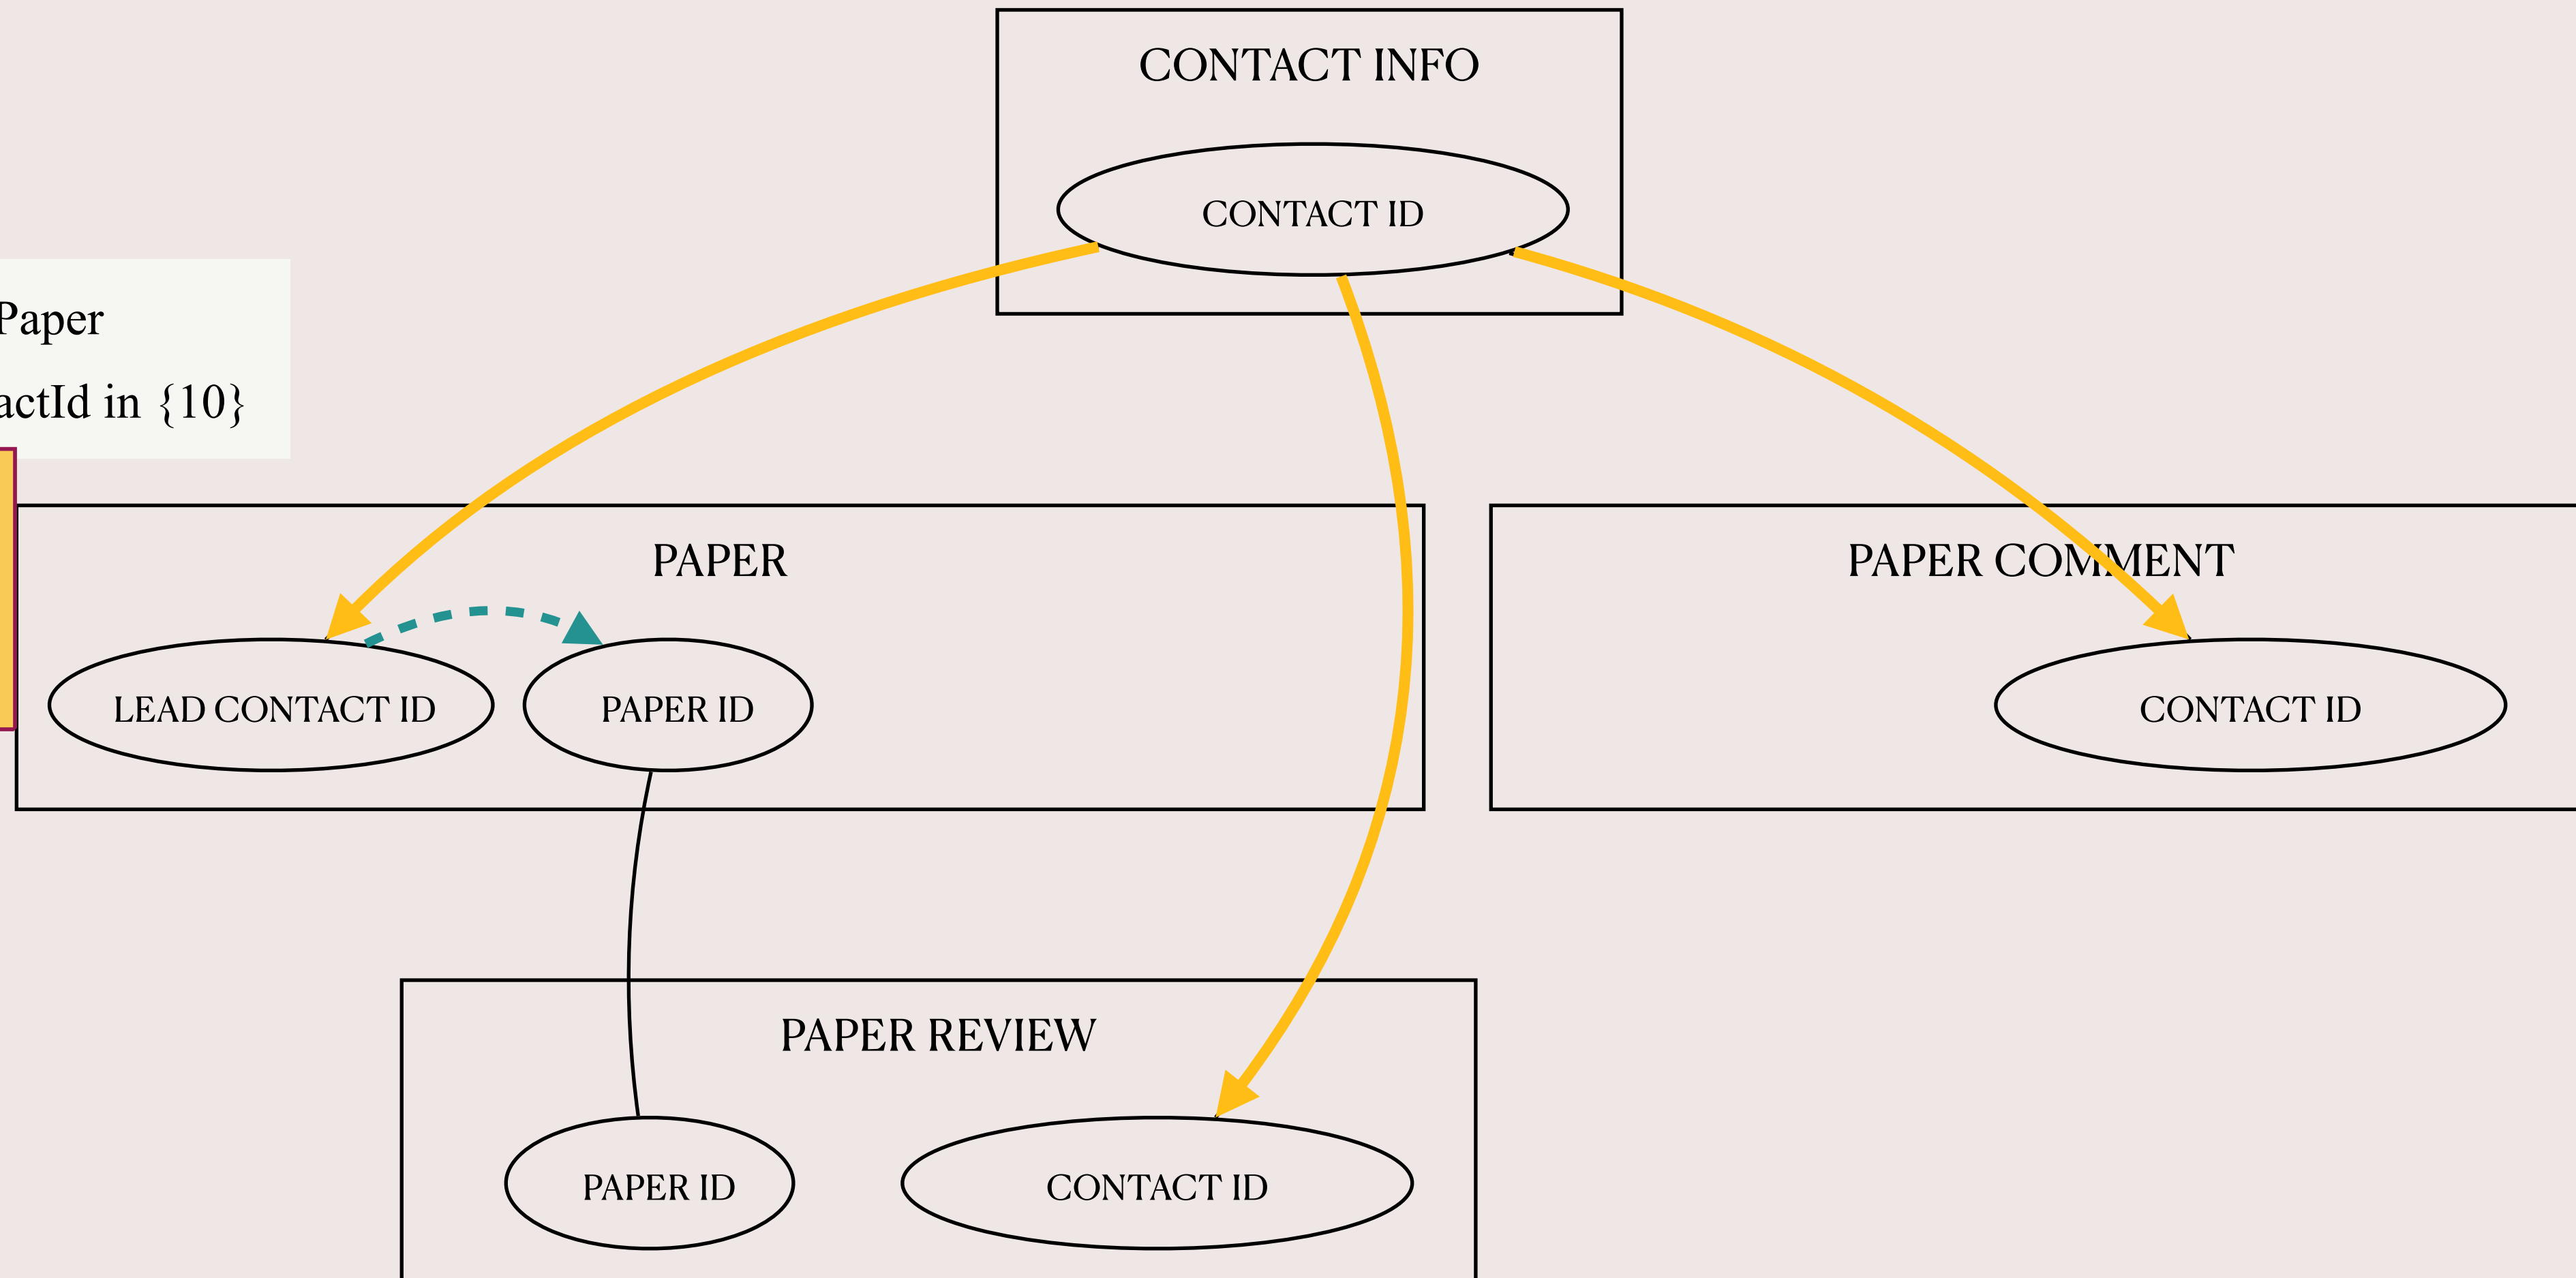 CONTACT INFO
CONTACT ID
Paper
actId in {10}
PAPER
PAPER COMMENT
LEAD CONTACT ID
PAPER ID
CONTACT ID
PAPER REVIEW
PAPER ID
CONTACT ID